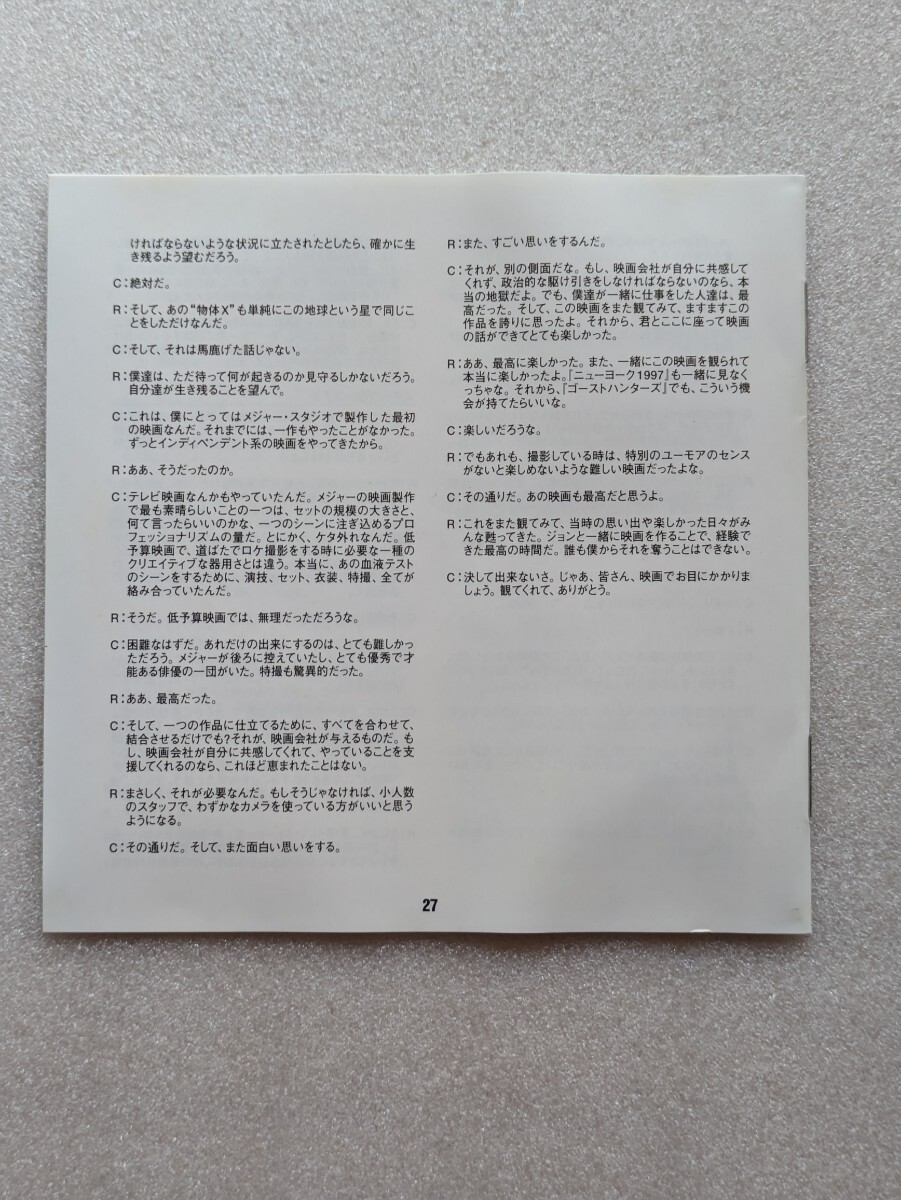 ければならないような状況に立たされたとしたら、確かに生
き残るよう望むだろう。
C:絶対だ。
R:そして、あの“物体X”も単純にこの地球という星で同じこ
とをしただけなんだ。
C:そして、それは馬鹿げた話じゃない。
R:僕達は、ただ待って何が起きるのか見守るしかないだろう。
自分達が生き残ることを望んで。
C:これは、僕にとってはメジャー・スタジオで製作した最初
の映画なんだ。それまでには、一作もやったことがなかった。
ずっとインディペンデント系の映画をやってきたから。
R:ああ、そうだったのか。
C:テレビ映画なんかもやっていたんだ。メジャーの映画製作
で最も素晴らしいことの一つは、セットの規模の大きさと、
何て言ったらいいのかな、一つのシーンに注ぎ込めるプロ
フェッショナリズムの量だ。とにかく、ケタ外れなんだ。低
予算映画で、道ばたでロケ撮影をする時に必要な一種の
クリエイティブな器用さとは違う。本当に、あの血液テスト
のシーンをするために、演技、セット、衣装、特撮、全てが
絡み合っていたんだ。
R:そうだ。低予算映画では、無理だっただろうな。
C:困難なはずだ。あれだけの出来にするのは、とても難しかっ
ただろう。メジャーが後ろに控えていたし、とても優秀で才
能ある俳優の一団がいた。特撮も驚異的だった。
R:ああ、最高だった。
C:そして、一つの作品に仕立てるために、すべてを合わせて、
結合させるだけでも?それが、映画会社が与えるものだ。も
し、映画会社が自分に共感してくれて、やっていることを支
援してくれるのなら、これほど恵まれたことはない。
R:まさしく、それが必要なんだ。もしそうじゃなければ、小人数
のスタッフで、わずかなカメラを使っている方がいいと思う
ようになる。
C:その通りだ。そして、また面白い思いをする。
R:また、すごい思いをするんだ。
C:それが、別の側面だな。もし、映画会社が自分に共感して
くれず、政治的な駆け引きをしなければならないのなら、本
当の地獄だよ。でも、僕達が一緒に仕事をした人達は、最
高だった。そして、この映画をまた観てみて、ますますこの
作品を誇りに思ったよ。それから、君とここに座って映画
の話ができてとても楽しかった。
R:ああ、最高に楽しかった。また、一緒にこの映画を観られて
本当に楽しかったよ。『ニューヨーク1997』も一緒に見なく
っちゃな。それから、『ゴーストハンターズ』でも、こういう機
会が持てたらいいな。
C:楽しいだろうな。
R:でもあれも、撮影している時は、特別のユーモアのセンス
がないと楽しめないような難しい映画だったよな。
C:その通りだ。あの映画も最高だと思うよ。
R:これをまた観てみて、当時の思い出や楽しかった日々がみ
んな甦ってきた。ジョンと一緒に映画を作ることで、経験で
きた最高の時間だ。誰も僕からそれを奪うことはできない。
C:決して出来ないさ。じゃあ、皆さん、映画でお目にかかりま
しょう。観てくれて、ありがとう。
27